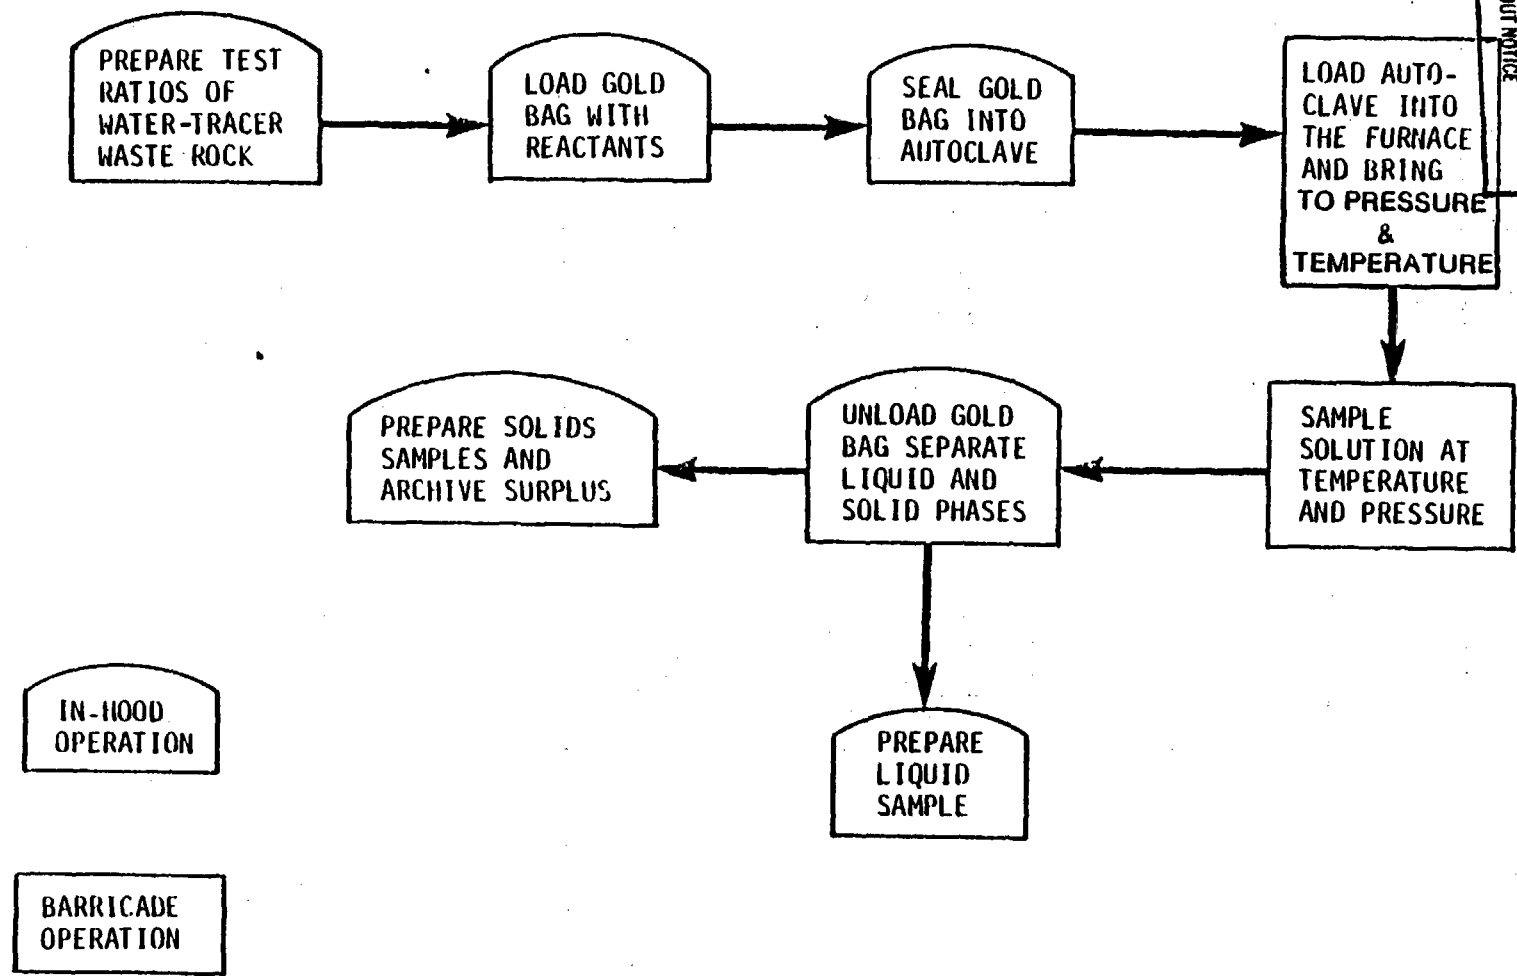 PREPARE TEST
RATIOS OF
WATER-TRACER
WASTE ROCK
LOAD GOLD
BAG WITH
REACTANTS
SEAL GOLD
BAG INTO
AUTOCLAVE
LOAD AUTO-
CLAVE INTO
THE FURNACE
AND BRING
TO PRESSURE
&
TEMPERATURE
NOTICE
PREPARE SOLIDS
SAMPLES AND
ARCHIVE SURPLUS
UNLOAD GOLD
BAG SEPARATE
LIQUID AND
SOLID PHASES
SAMPLE
SOLUTION AT
TEMPERATURE
AND PRESSURE
PREPARE
LIQUID
SAMPLE
IN-HOOD
OPERATION
BARRICADE
OPERATION